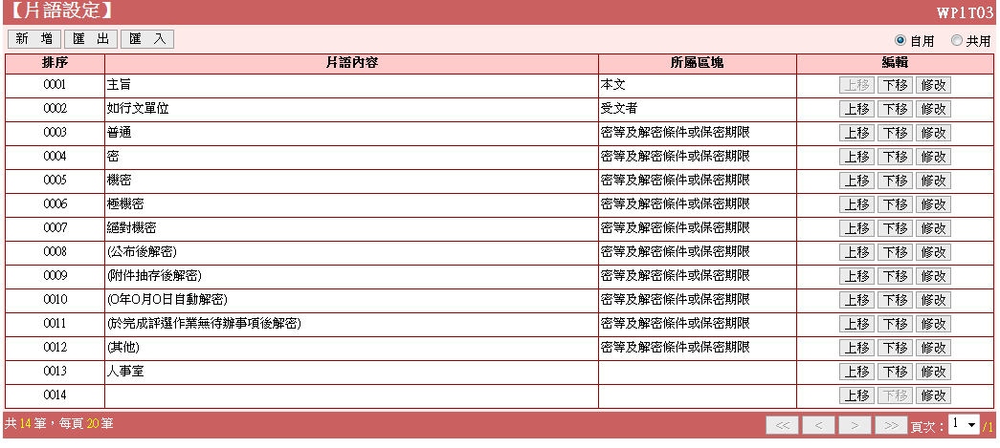 【片語設定】 WP1T03
新 增 匯 出 匯 入 自用 共用
排序 片語內容 所屬區塊 編輯
0001 主旨 本文 上移 下移 修改
0002 如行文單位 受文者 上移 下移 修改
0003 普通 密等及解密條件或保密期限 上移 下移 修改
0004 密 密等及解密條件或保密期限 上移 下移 修改
0005 機密 密等及解密條件或保密期限 上移 下移 修改
0006 極機密 密等及解密條件或保密期限 上移 下移 修改
0007 絕對機密 密等及解密條件或保密期限 上移 下移 修改
0008 (公布後解密) 密等及解密條件或保密期限 上移 下移 修改
0009 (附件抽存後解密) 密等及解密條件或保密期限 上移 下移 修改
0010 (O年O月O日自動解密) 密等及解密條件或保密期限 上移 下移 修改
0011 (於完成評選作業無待辦事項後解密) 密等及解密條件或保密期限 上移 下移 修改
0012 (其他) 密等及解密條件或保密期限 上移 下移 修改
0013 人事室 上移 下移 修改
0014 上移 下移 修改
共14筆，每頁20筆 << < > >> 頁次：1 /1